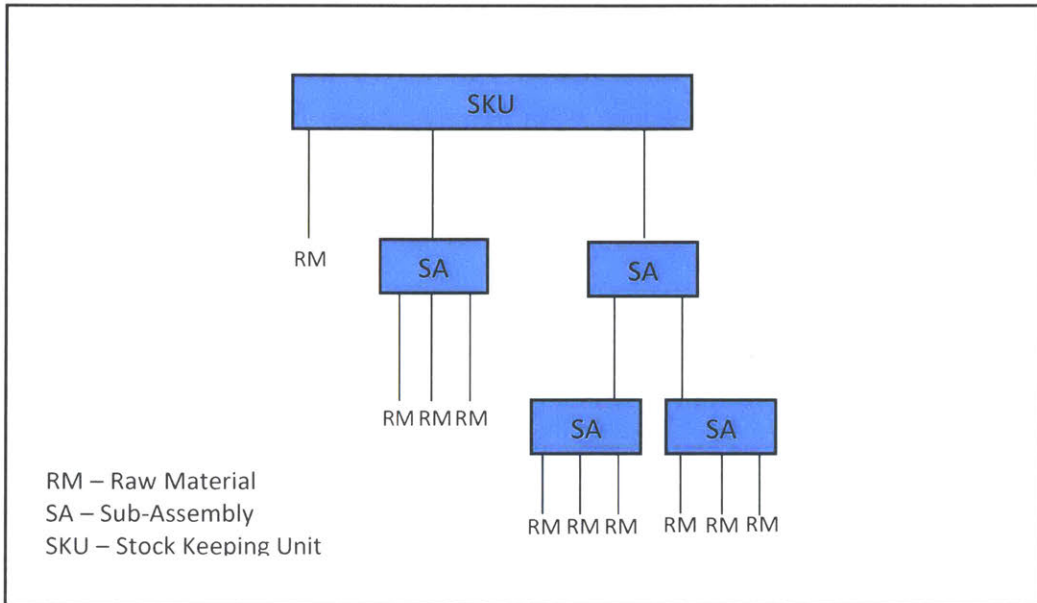 SKU
RM
SA
SA
RM RM RM
SA
SA
RM RM RM
RM RM RM
RM – Raw Material
SA – Sub-Assembly
SKU – Stock Keeping Unit